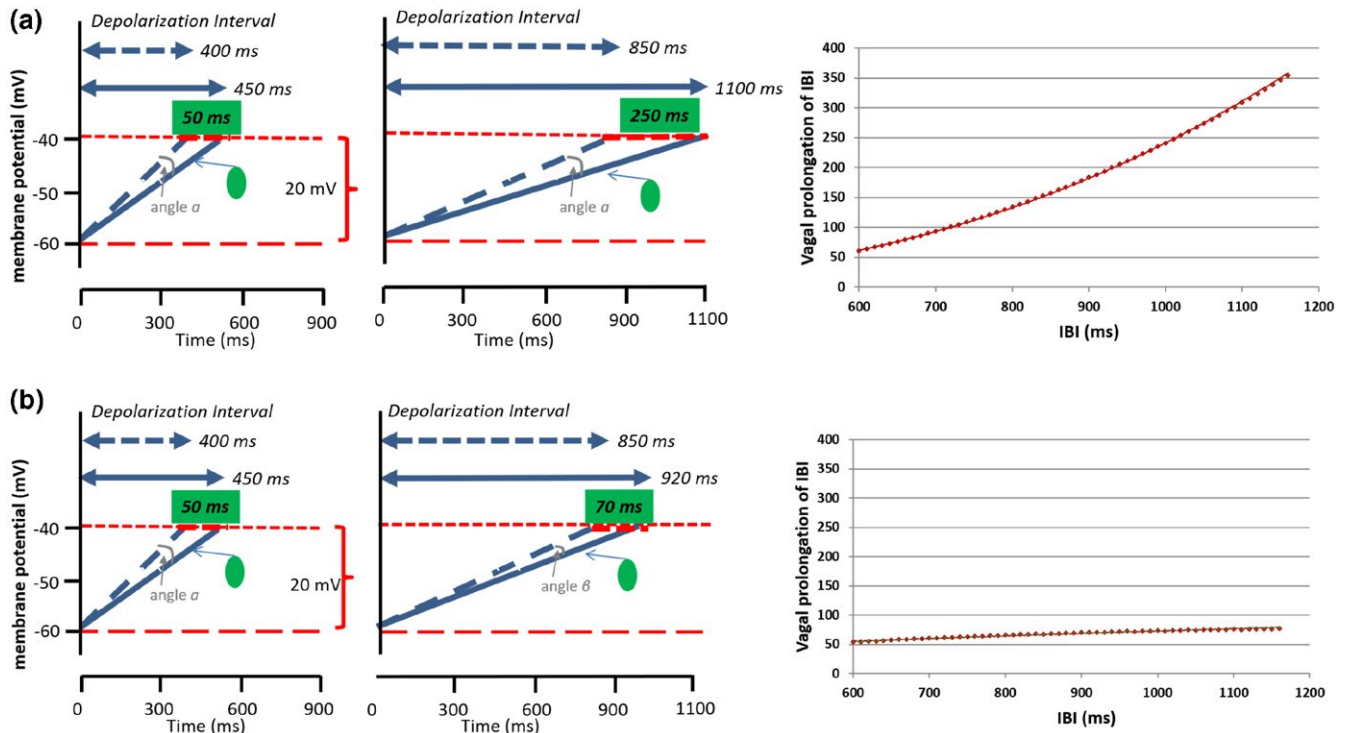 (a)
Depolarization Interval
400 ms
450 ms
50 ms
membrane potential (mV)
-40
-50
-60
angle a
20 mV
0 300 600 900
Time (ms)
Depolarization Interval
850 ms
1100 ms
250 ms
angle a
0 300 600 900 1100
Time (ms)
Vagal prolongation of IBI
400
350
300
250
200
150
100
50
0
600 700 800 900 1000 1100 1200
IBI (ms)
(b)
Depolarization Interval
400 ms
450 ms
50 ms
membrane potential (mV)
-40
-50
-60
angle a
20 mV
0 300 600 900
Time (ms)
Depolarization Interval
850 ms
920 ms
70 ms
angle β
0 300 600 900 1100
Time (ms)
Vagal prolongation of IBI
400
350
300
250
200
150
100
50
0
600 700 800 900 1000 1100 1200
IBI (ms)